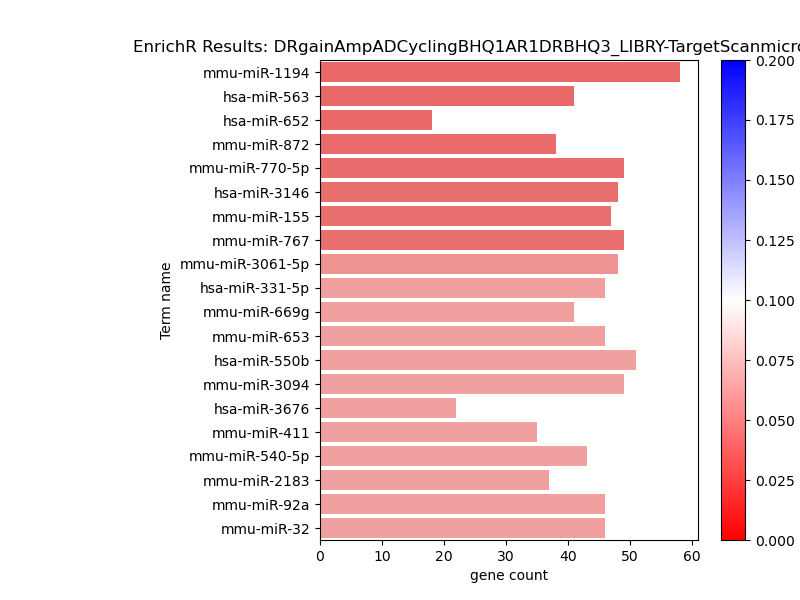 EnrichR Results: DRgainAmpADCyclingBHQ1AR1DRBHQ3_LIBRY-TargetScanmicro
mmu-miR-1194
hsa-miR-563
hsa-miR-652
mmu-miR-872
mmu-miR-770-5p
hsa-miR-3146
mmu-miR-155
mmu-miR-767
mmu-miR-3061-5p
hsa-miR-331-5p
mmu-miR-669g
mmu-miR-653
hsa-miR-550b
mmu-miR-3094
hsa-miR-3676
mmu-miR-411
mmu-miR-540-5p
mmu-miR-2183
mmu-miR-92a
mmu-miR-32
Term name
0 10 20 30 40 50 60
gene count
0.200
0.175
0.150
0.125
0.100
0.075
0.050
0.025
0.000